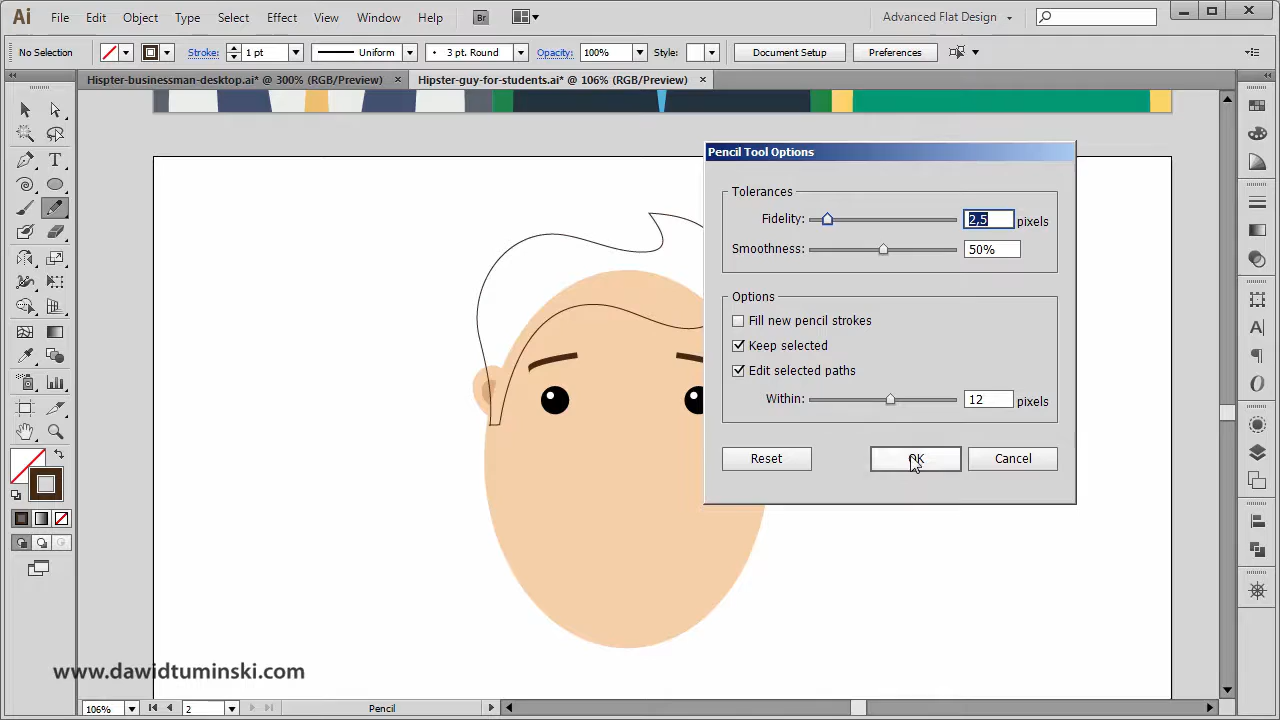 Ai File Edit Object Type Select Effect View Window Help Br Advanced Flat Design
No Selection Stroke: 1 pt Uniform 3 pt. Round Opacity: 100% Style: Document Setup Preferences
Hispter-businessman-desktop.ai* @ 300% (RGB/Preview) × Hipster-guy-for-students.ai* @ 106% (RGB/Preview) ×
Pencil Tool Options
Tolerances
Fidelity: 2,5 pixels
Smoothness: 50%
Options
Fill new pencil strokes
Keep selected
Edit selected paths
Within: 12 pixels
Reset OK Cancel
www.dawidtuminski.com
106% 2 Pencil